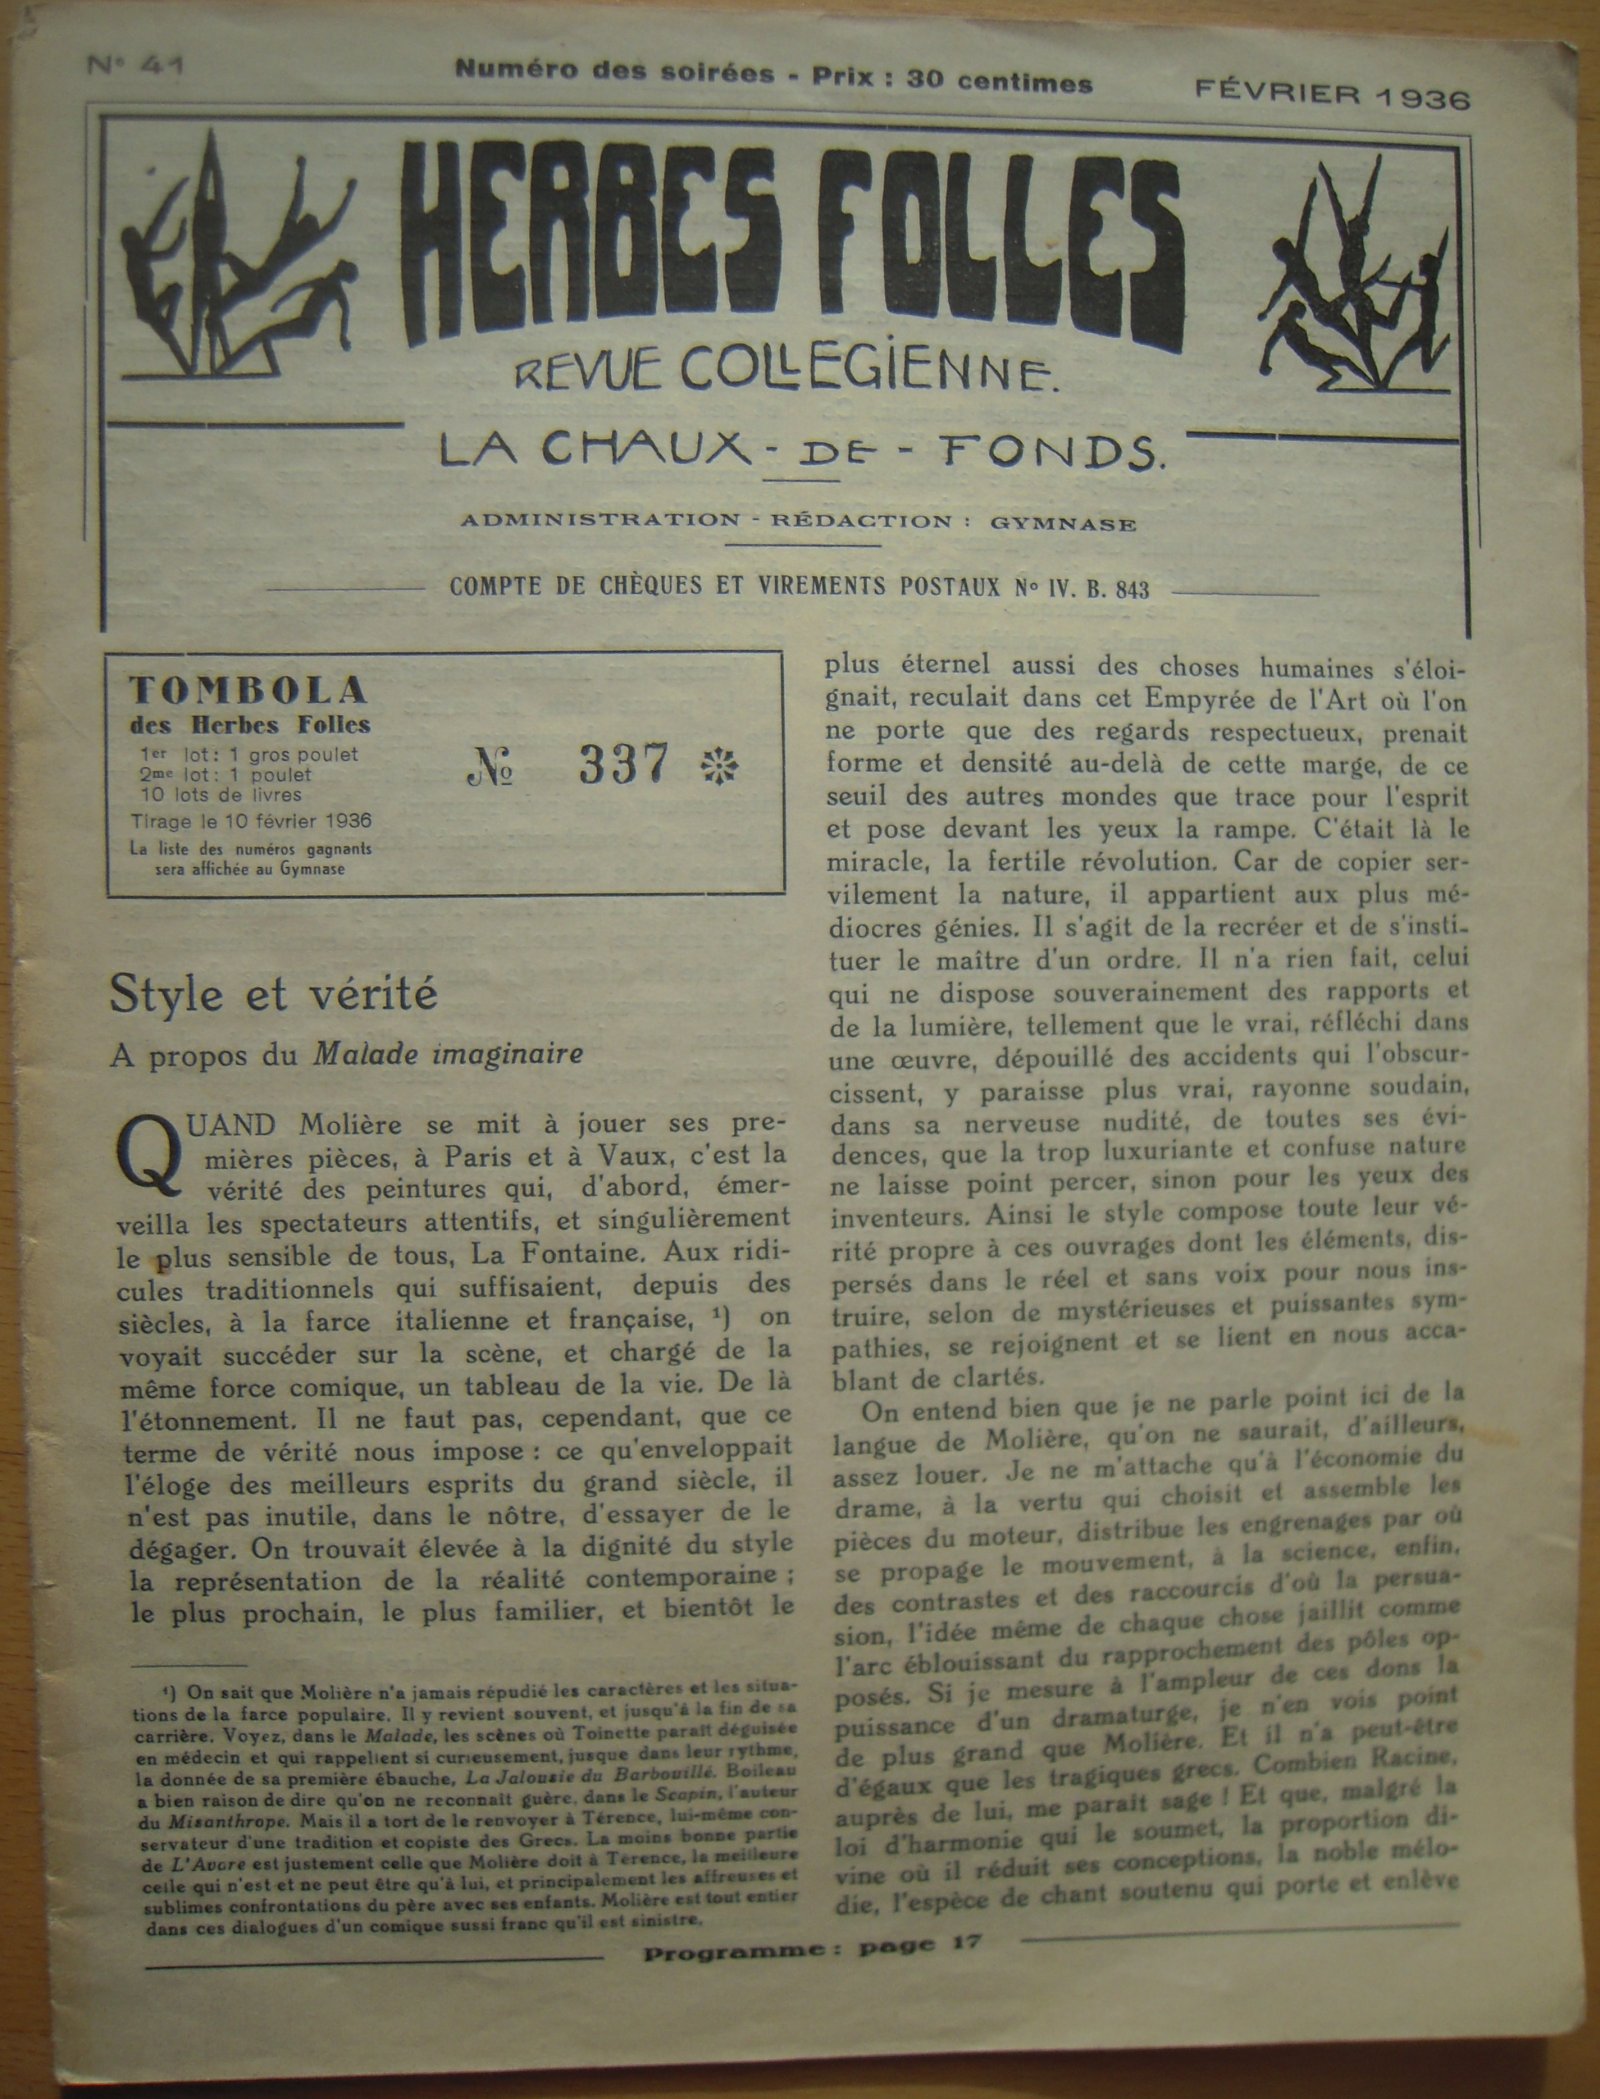 No 41
Numéro des soirées - Prix : 30 centimes
FÉVRIER 1936
HERBES FOLLES
REVUE COLLEGIENNE.
LA CHAUX - DE - FONDS.
ADMINISTRATION - RÉDACTION : GYMNASE
COMPTE DE CHÈQUES ET VIREMENTS POSTAUX No IV. B. 843
TOMBOLA
des Herbes Folles
1er lot : 1 gros poulet
2me lot : 1 poulet
10 lots de livres
Tirage le 10 février 1936
La liste des numéros gagnants
sera affichée au Gymnase
No 337
Style et vérité
A propos du Malade imaginaire
QUAND Molière se mit à jouer ses pre-
mières pièces, à Paris et à Vaux, c'est la
vérité des peintures qui, d'abord, émer-
veilla les spectateurs attentifs, et singulièrement
le plus sensible de tous, La Fontaine. Aux ridi-
cules traditionnels qui suffisaient, depuis des
siècles, à la farce italienne et française, ¹) on
voyait succéder sur la scène, et chargé de la
même force comique, un tableau de la vie. De là
l'étonnement. Il ne faut pas, cependant, que ce
terme de vérité nous impose : ce qu'enveloppait
l'éloge des meilleurs esprits du grand siècle, il
n'est pas inutile, dans le nôtre, d'essayer de le
dégager. On trouvait élevée à la dignité du style
la représentation de la réalité contemporaine ;
le plus prochain, le plus familier, et bientôt le
¹) On sait que Molière n'a jamais répudié les caractères et les situa-
tions de la farce populaire. Il y revient souvent, et jusqu'à la fin de sa
carrière. Voyez, dans le Malade, les scènes où Toinette paraît déguisée
en médecin et qui rappellent si curieusement, jusque dans leur rythme,
la donnée de sa première ébauche, La Jalousie du Barbouillé. Boileau
a bien raison de dire qu'on ne reconnaît guère, dans le Scapin, l'auteur
du Misanthrope. Mais il a tort de le renvoyer à Térence, lui-même con-
servateur d'une tradition et copiste des Grecs. La moins bonne partie
de L'Avare est justement celle que Molière doit à Térence, la meilleure
celle qui n'est et ne peut être qu'à lui, et principalement les affreuses et
sublimes confrontations du père avec ses enfants. Molière est tout entier
dans ces dialogues d'un comique sussi franc qu'il est sinistre.
plus éternel aussi des choses humaines s'éloi-
gnait, reculait dans cet Empyrée de l'Art où l'on
ne porte que des regards respectueux, prenait
forme et densité au-delà de cette marge, de ce
seuil des autres mondes que trace pour l'esprit
et pose devant les yeux la rampe. C'était là le
miracle, la fertile révolution. Car de copier ser-
vilement la nature, il appartient aux plus mé-
diocres génies. Il s'agit de la recréer et de s'insti-
tuer le maître d'un ordre. Il n'a rien fait, celui
qui ne dispose souverainement des rapports et
de la lumière, tellement que le vrai, réfléchi dans
une œuvre, dépouillé des accidents qui l'obscur-
cissent, y paraisse plus vrai, rayonne soudain,
dans sa nerveuse nudité, de toutes ses évi-
dences, que la trop luxuriante et confuse nature
ne laisse point percer, sinon pour les yeux des
inventeurs. Ainsi le style compose toute leur vé-
rité propre à ces ouvrages dont les éléments, dis-
persés dans le réel et sans voix pour nous ins-
truire, selon de mystérieuses et puissantes sym-
pathies, se rejoignent et se lient en nous acca-
blant de clartés.
On entend bien que je ne parle point ici de la
langue de Molière, qu'on ne saurait, d'ailleurs,
assez louer. Je ne m'attache qu'à l'économie du
drame, à la vertu qui choisit et assemble les
pièces du moteur, distribue les engrenages par où
se propage le mouvement, à la science, enfin,
des contrastes et des raccourcis d'où la persua-
sion, l'idée même de chaque chose jaillit comme
l'arc éblouissant du rapprochement des pôles op-
posés. Si je mesure à l'ampleur de ces dons la
puissance d'un dramaturge, je n'en vois point
de plus grand que Molière. Et il n'a peut-être
d'égaux que les tragiques grecs. Combien Racine,
auprès de lui, me paraît sage ! Et que, malgré la
loi d'harmonie qui le soumet, la proportion di-
vine où il réduit ses conceptions, la noble mélo-
die, l'espèce de chant soutenu qui porte et enlève
Programme : page 17